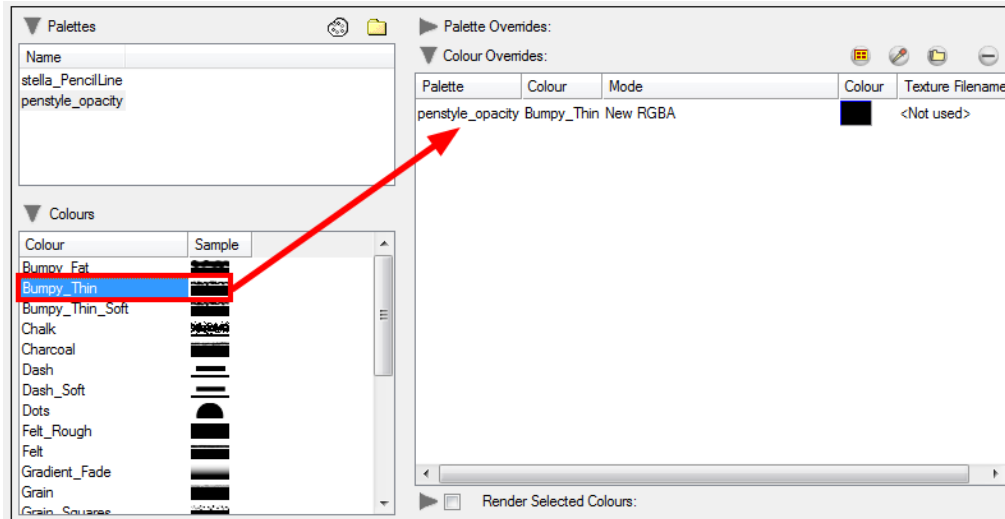 Palettes
Name
stella_PencilLine
penstyle_opacity
Colours
Colour Sample
Bumpy_Fat
Bumpy_Thin
Bumpy_Thin_Soft
Chalk
Charcoal
Dash
Dash_Soft
Dots
Felt_Rough
Felt
Gradient_Fade
Grain
Grain_Squares
Palette Overrides:
Colour Overrides:
Palette Colour Mode Colour Texture Filename
penstyle_opacity Bumpy_Thin New RGBA <Not used>
Render Selected Colours: